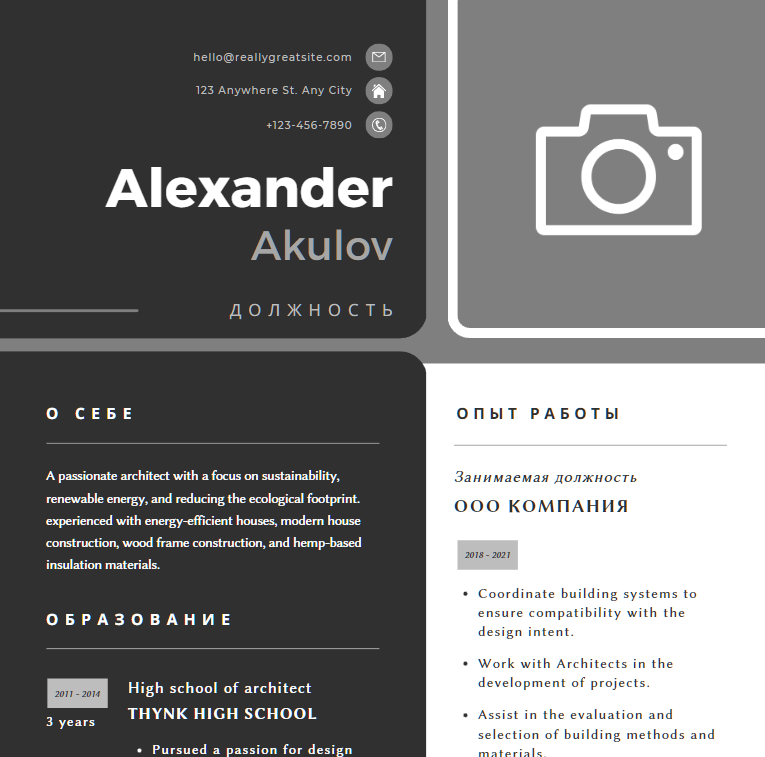 hello@reallygreatsite.com
123 Anywhere St. Any City
+123-456-7890
Alexander
Akulov
ДОЛЖНОСТЬ
О СЕБЕ
A passionate architect with a focus on sustainability,
renewable energy, and reducing the ecological footprint.
experienced with energy-efficient houses, modern house
construction, wood frame construction, and hemp-based
insulation materials.
ОБРАЗОВАНИЕ
2011 - 2014
3 years
High school of architect
THYNK HIGH SCHOOL
• Pursued a passion for design
ОПЫТ РАБОТЫ
Занимаемая должность
ООО КОМПАНИЯ
2018 - 2021
• Coordinate building systems to
ensure compatibility with the
design intent.
• Work with Architects in the
development of projects.
• Assist in the evaluation and
selection of building methods and
materials.